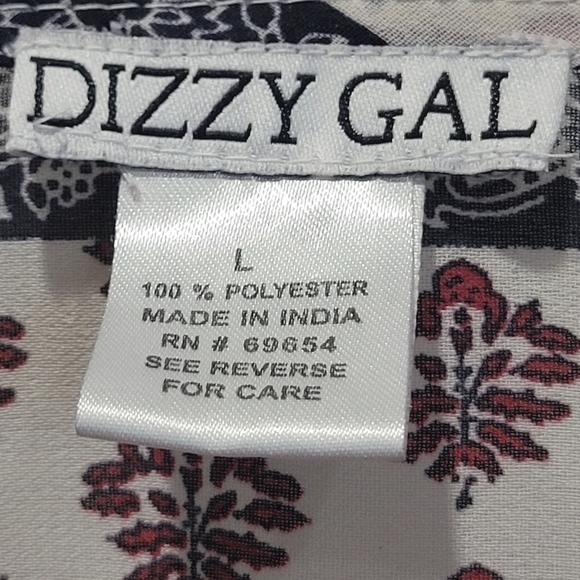 DIZZY GAL
L
100 % POLYESTER
MADE IN INDIA
RN # 69654
SEE REVERSE
FOR CARE